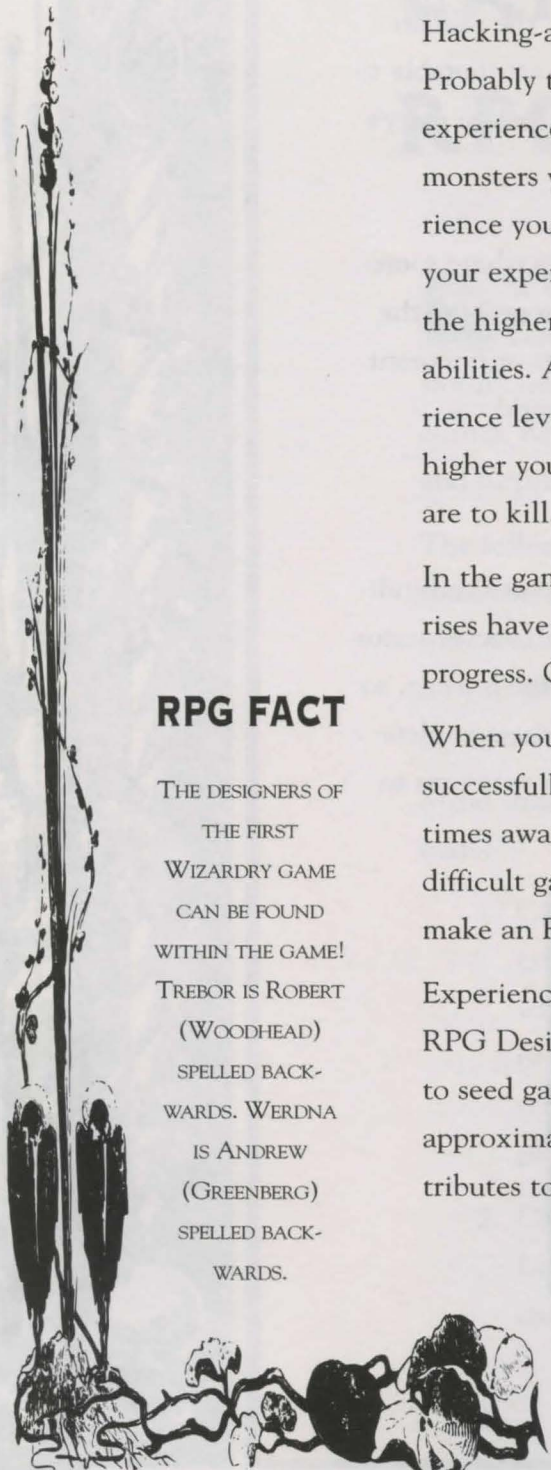 Hacking-a
Probably t
experience
monsters
rience you
your exper
the higher
abilities. A
rience lev
higher you
are to kill
In the gam
rises have
progress.
When you
successfull
times awa
difficult ga
make an
Experienc
RPG Desi
to seed ga
approxima
tributes to
RPG FACT
THE DESIGNERS OF
THE FIRST
WIZARDRY GAME
CAN BE FOUND
WITHIN THE GAME!
TREBOR IS ROBERT
(WOODHEAD)
SPELLED BACK-
WARDS. WERDNA
IS ANDREW
(GREENBERG)
SPELLED BACK-
WARDS.